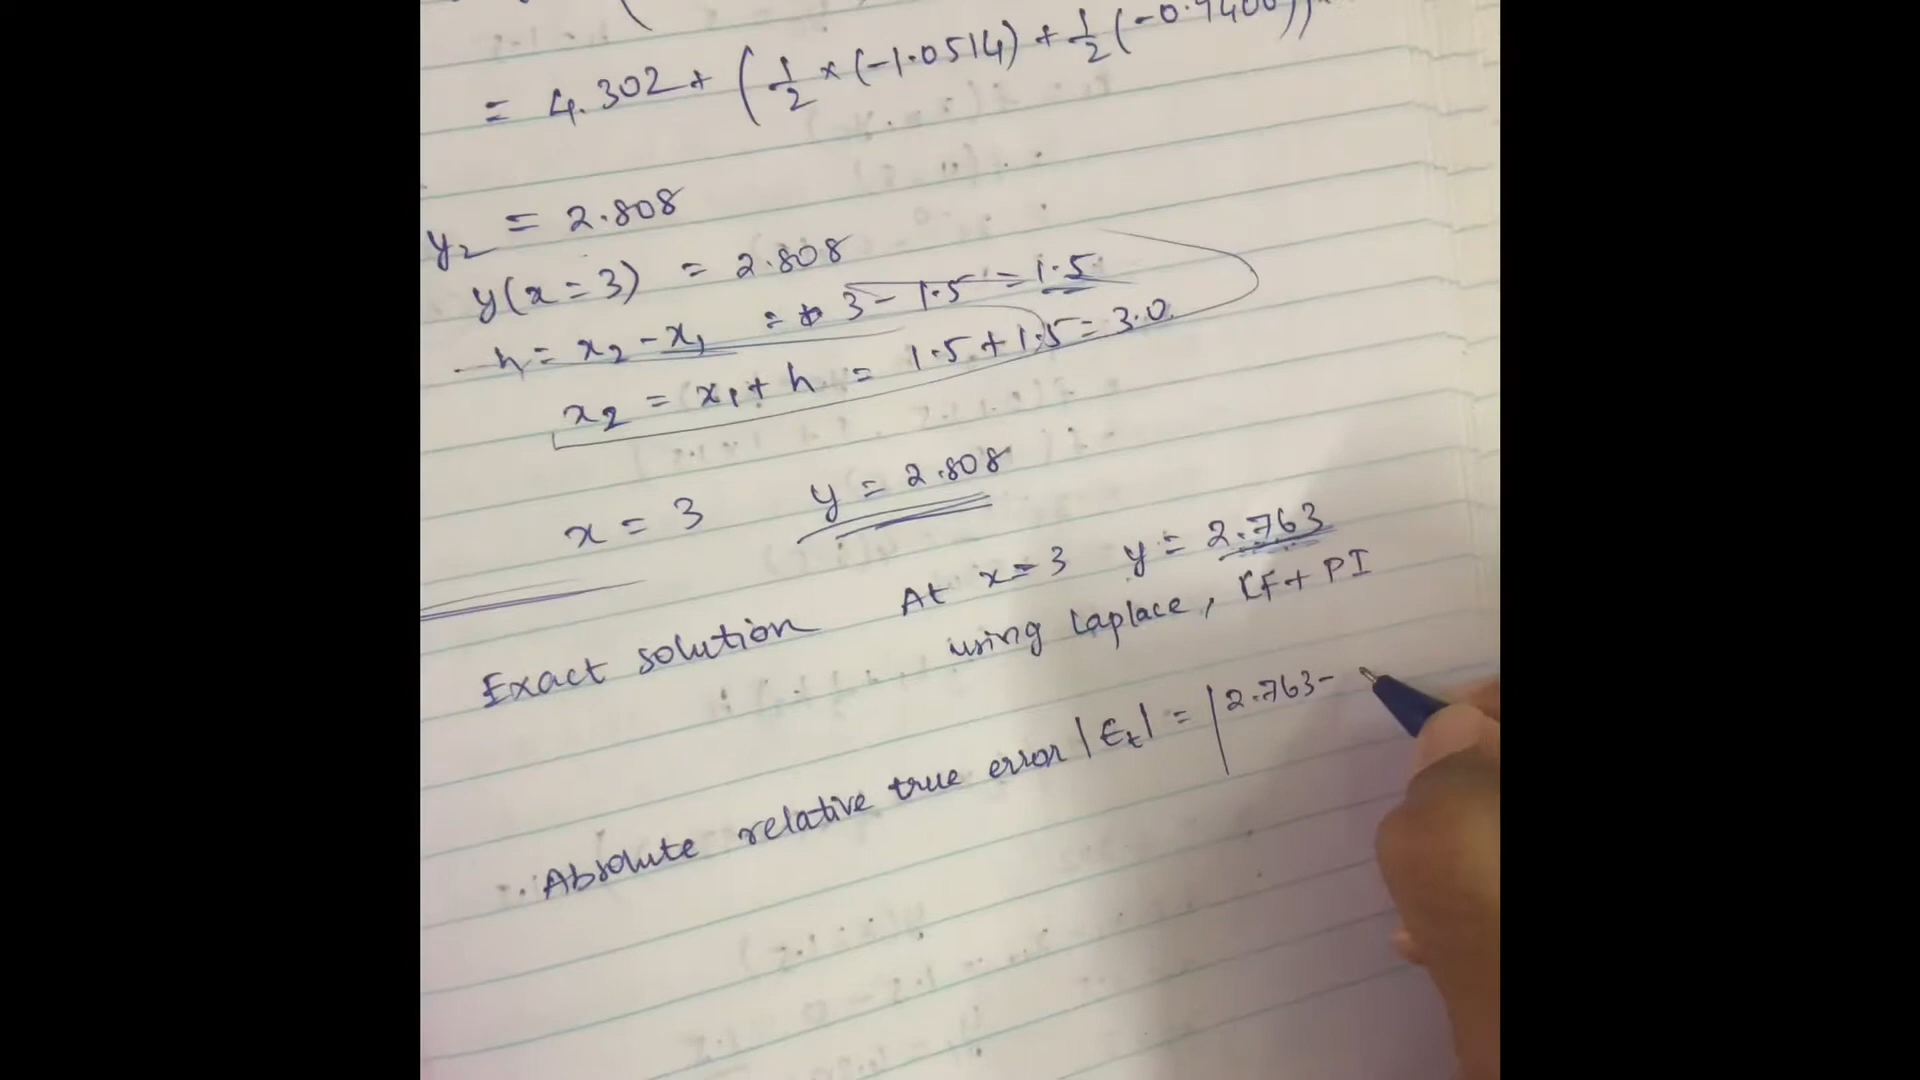 = 4.302 + (1/2 × (-1.0514) + 1/2 (-0.9406))
y2 = 2.808
y(x = 3) = 2.808
h = x2 - x1 = 3 - 1.5 = 1.5
x2 = x1 + h = 1.5 + 1.5 = 3.0
x = 3 y = 2.808
Exact solution At x = 3 y = 2.763
using Laplace, CF + PI
∴ Absolute relative true error |Et| = |2.763 -